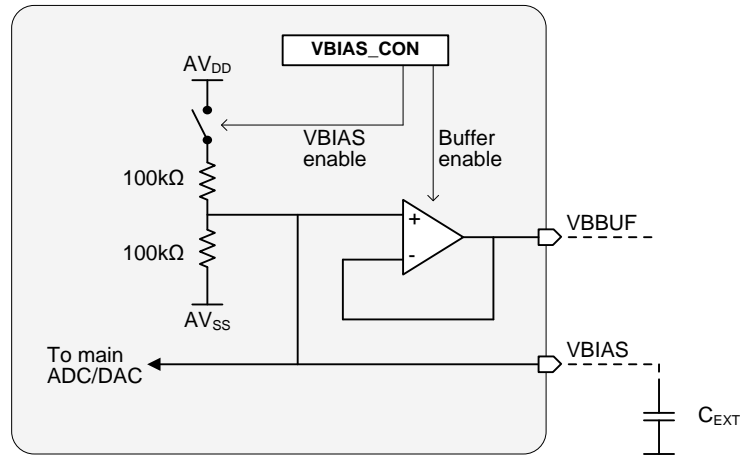 VBIAS_CON
AVDD
VBIAS
enable
Buffer
enable
100kΩ
100kΩ
+
-
VBBUF
AVSS
To main
ADC/DAC
VBIAS
CEXT